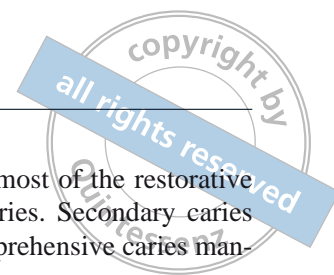 copyright by
all rights reserved
Quintessenz
most of the restorative
ries. Secondary caries
prehensive caries man-